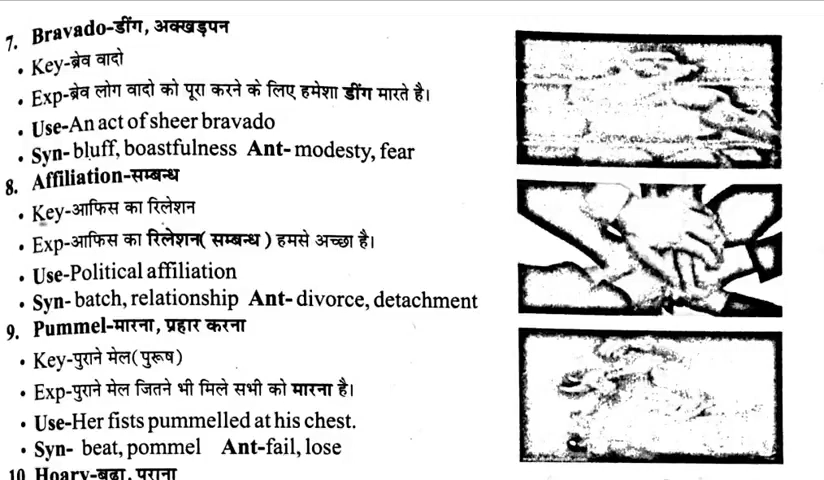 7. Bravado-डींग, अक्खड़पन
• Key-ब्रेव वादो
• Exp-ब्रेव लोग वादो को पूरा करने के लिए हमेशा डींग मारते है।
• Use-An act of sheer bravado
• Syn- bluff, boastfulness Ant- modesty, fear
8. Affiliation-सम्बन्ध
• Key-आफिस का रिलेशन
• Exp-आफिस का रिलेशन( सम्बन्ध ) हमसे अच्छा है।
• Use-Political affiliation
• Syn- batch, relationship Ant- divorce, detachment
9. Pummel-मारना, प्रहार करना
• Key-पुराने मेल( पुरूष)
• Exp-पुराने मेल जितने भी मिले सभी को मारना है।
• Use-Her fists pummelled at his chest.
• Syn- beat, pommel Ant-fail, lose
10 Hoary-बूढ़ा, पुराना